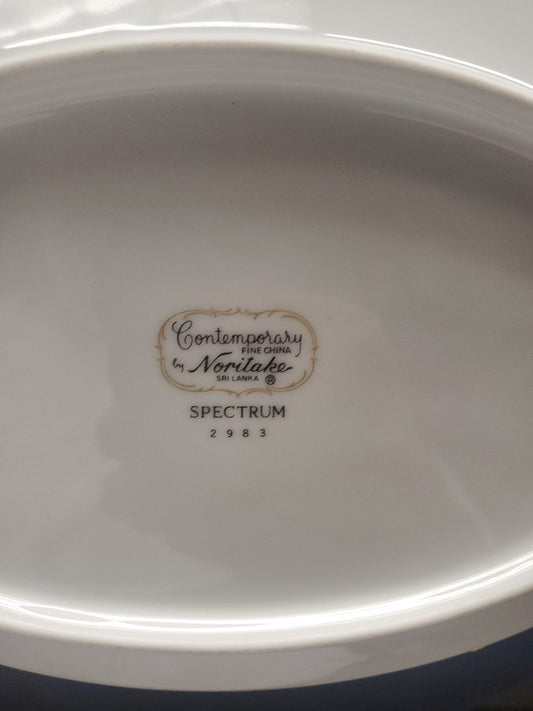 Contemporary
FINE CHINA
by Noritake
SRI LANKA ®
SPECTRUM
2983